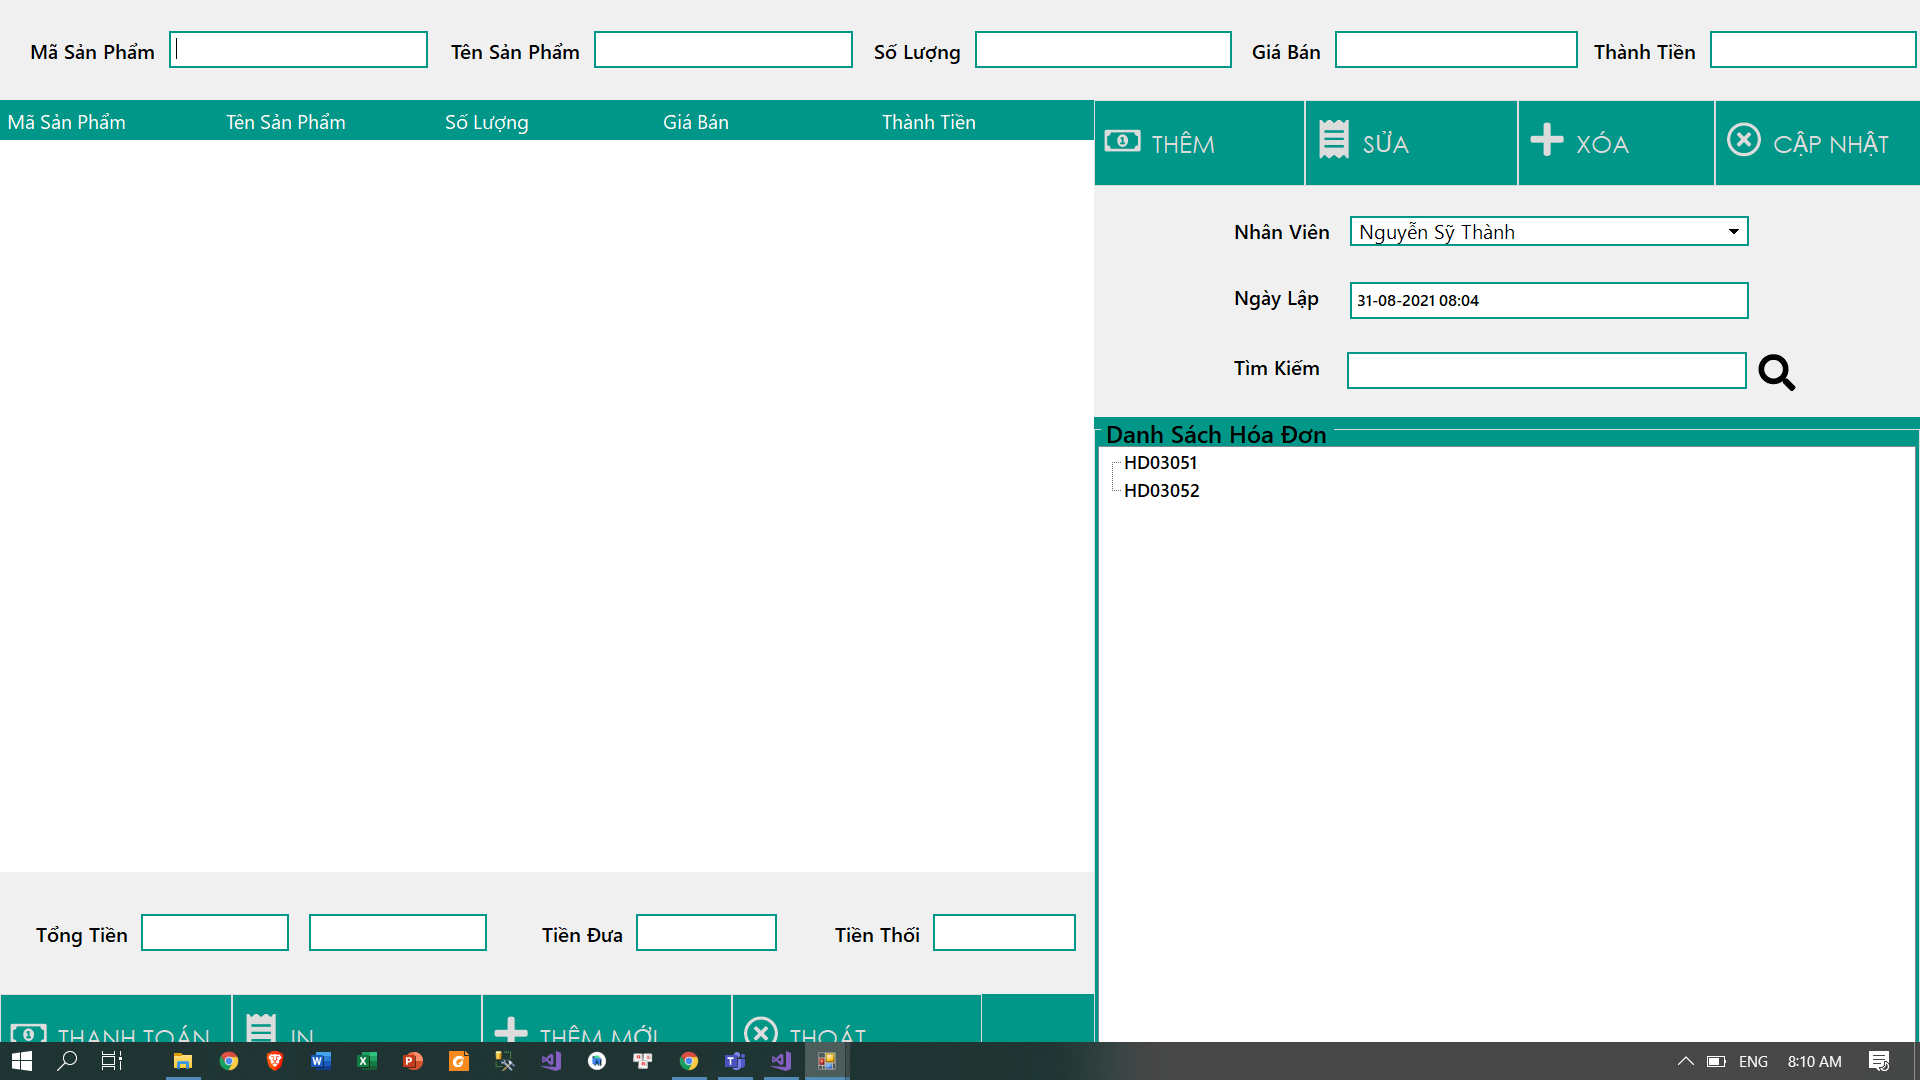 Mã Sản Phẩm Tên Sản Phẩm Số Lượng Giá Bán Thành Tiền
Mã Sản Phẩm Tên Sản Phẩm Số Lượng Giá Bán Thành Tiền
THÊM SỬA XÓA CẬP NHẬT
Nhân Viên Nguyễn Sỹ Thành
Ngày Lập 31-08-2021 08:04
Tìm Kiếm
Danh Sách Hóa Đơn
HD03051
HD03052
Tổng Tiền Tiền Đưa Tiền Thối
THANH TOÁN IN THÊM MỚI THOÁT
ENG 8:10 AM